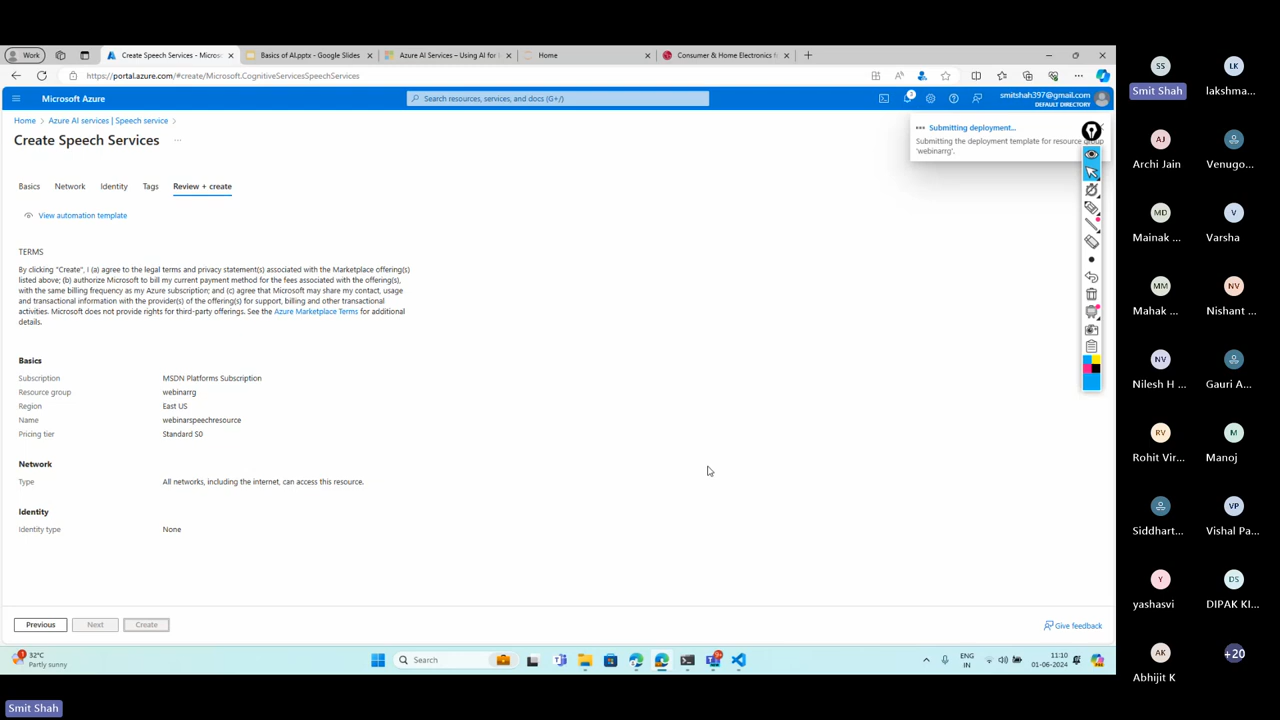 Work
Create Speech Services - Micros
Basics of AI.pptx - Google Slides
Azure AI Services – Using AI for
Home
Consumer & Home Electronics f
https://portal.azure.com/#create/Microsoft.CognitiveServicesSpeechServices
Microsoft Azure
Search resources, services, and docs (G+/)
smitshah397@gmail.com
DEFAULT DIRECTORY
Home > Azure AI services | Speech service >
Create Speech Services
Submitting deployment...
Submitting the deployment template for resource group
'webinarrg'.
Basics
Network
Identity
Tags
Review + create
View automation template
TERMS
By clicking "Create", I (a) agree to the legal terms and privacy statement(s) associated with the Marketplace offering(s)
listed above; (b) authorize Microsoft to bill my current payment method for the fees associated with the offering(s),
with the same billing frequency as my Azure subscription; and (c) agree that Microsoft may share my contact, usage
and transactional information with the provider(s) of the offering(s) for support, billing and other transactional
activities. Microsoft does not provide rights for third-party offerings. See the Azure Marketplace Terms for additional
details.
Basics
Subscription MSDN Platforms Subscription
Resource group webinarrg
Region East US
Name webinarspeechresource
Pricing tier Standard S0
Network
Type All networks, including the internet, can access this resource.
Identity
Identity type None
Previous
Next
Create
Give feedback
32°C
Partly sunny
Search
ENG
IN
11:10
01-06-2024
Smit Shah
SS
Smit Shah
LK
lakshma...
AJ
Archi Jain
Venugo...
MD
Mainak ...
V
Varsha
MM
Mahak ...
NV
Nishant ...
NV
Nilesh H ...
Gauri A...
RV
Rohit Vir...
M
Manoj
Siddhart...
VP
Vishal Pa...
Y
yashasvi
DS
DIPAK KI...
AK
Abhijit K
+20